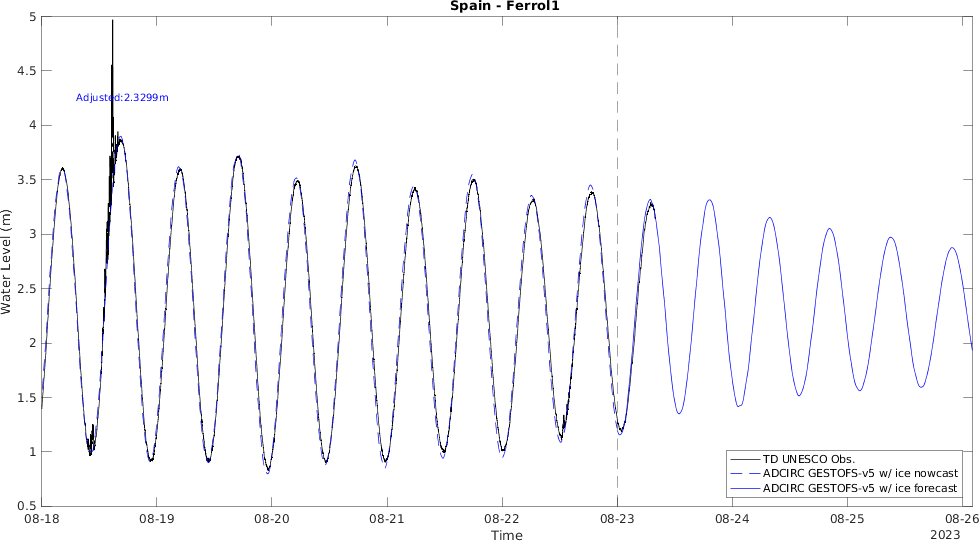 Spain - Ferrol1
5
4.5
Adjusted:2.3299m
4
3.5
3
2.5
2
1.5
1
0.5
Water Level (m)
TD UNESCO Obs.
ADCIRC GESTOFS-v5 w/ ice nowcast
ADCIRC GESTOFS-v5 w/ ice forecast
08-18 08-19 08-20 08-21 08-22 08-23 08-24 08-25 08-26
Time
2023